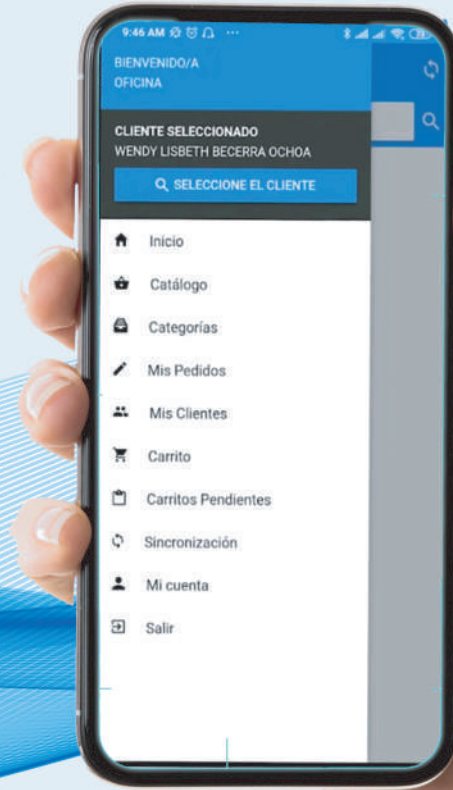 9:46 AM
BIENVENIDO/A
OFICINA
CLIENTE SELECCIONADO
WENDY LISBETH BECERRA OCHOA
SELECCIONE EL CLIENTE
Inicio
Catálogo
Categorías
Mis Pedidos
Mis Clientes
Carrito
Carritos Pendientes
Sincronización
Mi cuenta
Salir